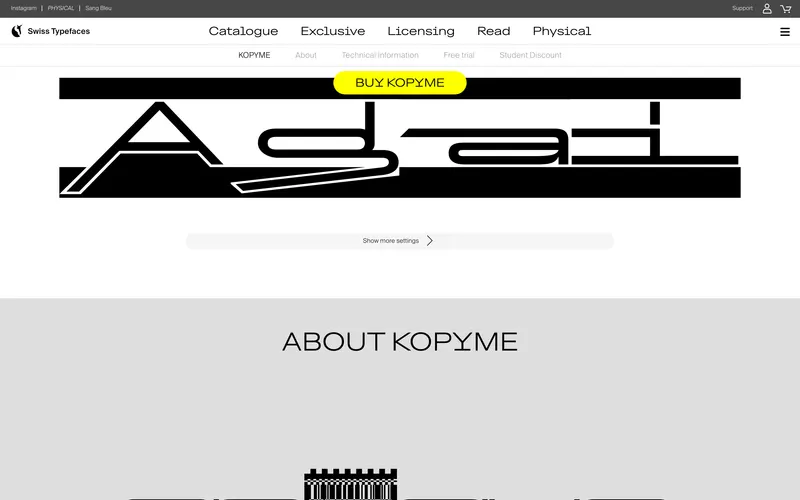 Instagram | PHYSICAL | Sang Bleu Support
Swiss Typefaces Catalogue Exclusive Licensing Read Physical
KOPYME About Technical Information Free trial Student Discount
BUY KOPYME
Agai
Show more settings
ABOUT KOPYME